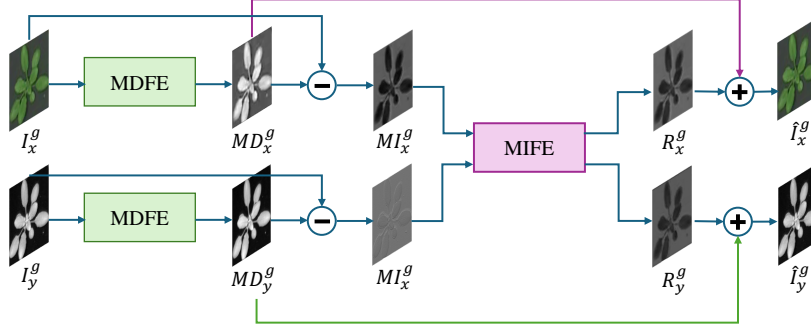 MDFE
−
+
I_x^g
MD_x^g
MI_x^g
R_x^g
Î_x^g
MIFE
MDFE
−
+
I_y^g
MD_y^g
MI_x^g
R_y^g
Î_y^g